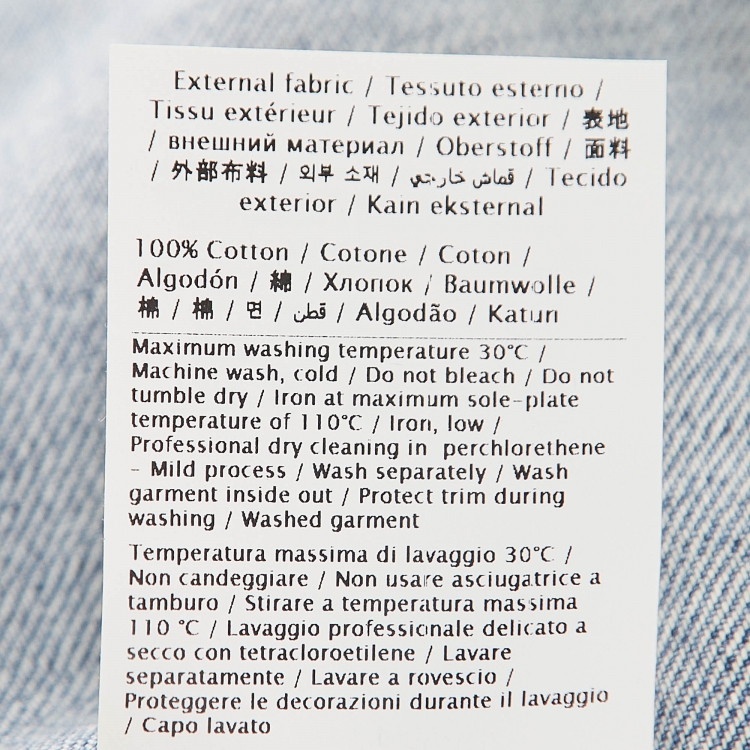 External fabric / Tessuto esterno /
Tissu extérieur / Tejido exterior / 表地
/ внешний материал / Oberstoff / 面料
/ 外部布料 / 외부 소재 / قماش خارجي / Tecido
exterior / Kain eksternal
100% Cotton / Cotone / Coton /
Algodón / 綿 / Хлопок / Baumwolle /
棉 / 棉 / 면 / قطن / Algodão / Katun
Maximum washing temperature 30°C /
Machine wash, cold / Do not bleach / Do not
tumble dry / Iron at maximum sole-plate
temperature of 110°C / Iron, low /
Professional dry cleaning in perchlorethene
- Mild process / Wash separately / Wash
garment inside out / Protect trim during
washing / Washed garment
Temperatura massima di lavaggio 30°C /
Non candeggiare / Non usare asciugatrice a
tamburo / Stirare a temperatura massima
110 °C / Lavaggio professionale delicato a
secco con tetracloroetilene / Lavare
separatamente / Lavare a rovescio /
Proteggere le decorazioni durante il lavaggio
/ Capo lavato